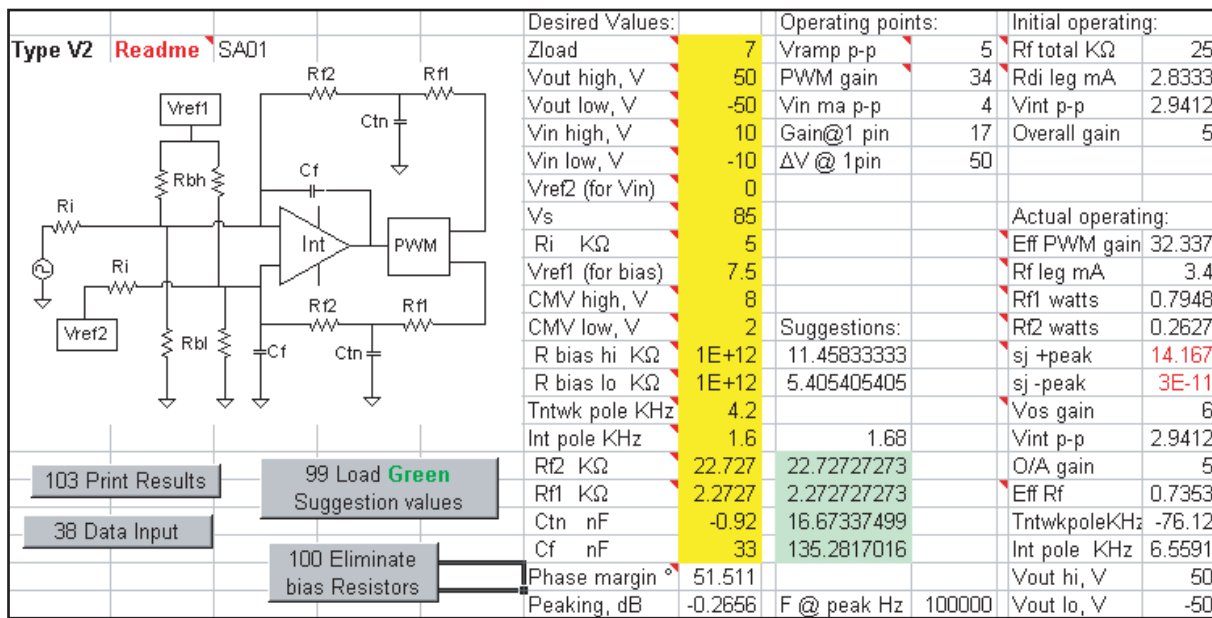 Desired Values: Operating points: Initial operating:
Type V2 Readme SA01 Zload 7 Vramp p-p 5 Rf total KΩ 25
Vout high, V 50 PWM gain 34 Rdi leg mA 2.8333
Vout low, V -50 Vin ma p-p 4 Vint p-p 2.9412
Vin high, V 10 Gain@1 pin 17 Overall gain 5
Vin low, V -10 ΔV @ 1pin 50
Vref2 (for Vin) 0
Vs 85 Actual operating:
Ri KΩ 5 Eff PWM gain 32.337
Vref1 (for bias) 7.5 Rf leg mA 3.4
CMV high, V 8 Rf1 watts 0.7948
CMV low, V 2 Suggestions: Rf2 watts 0.2627
R bias hi KΩ 1E+12 11.45833333 sj +peak 14.167
R bias lo KΩ 1E+12 5.405405405 sj -peak 3E-11
Tntwk pole KHz 4.2 Vos gain 6
Int pole KHz 1.6 1.68 Vint p-p 2.9412
Rf2 KΩ 22.727 22.72727273 O/A gain 5
Rf1 KΩ 2.2727 2.272727273 Eff Rf 0.7353
Ctn nF -0.92 16.67337499 TntwkpoleKHz -76.12
Cf nF 33 135.2817016 Int pole KHz 6.5591
Phase margin ° 51.511 Vout hi, V 50
Peaking, dB -0.2656 F @ peak Hz 100000 Vout lo, V -50
Rf2 Rf1
Vref1
Ctn
Rbh
Cf
Ri
Int
PWM
Ri
Rf2 Rf1
Vref2
Rbl
Cf
Ctn
103 Print Results
99 Load Green
Suggestion values
38 Data Input
100 Eliminate
bias Resistors